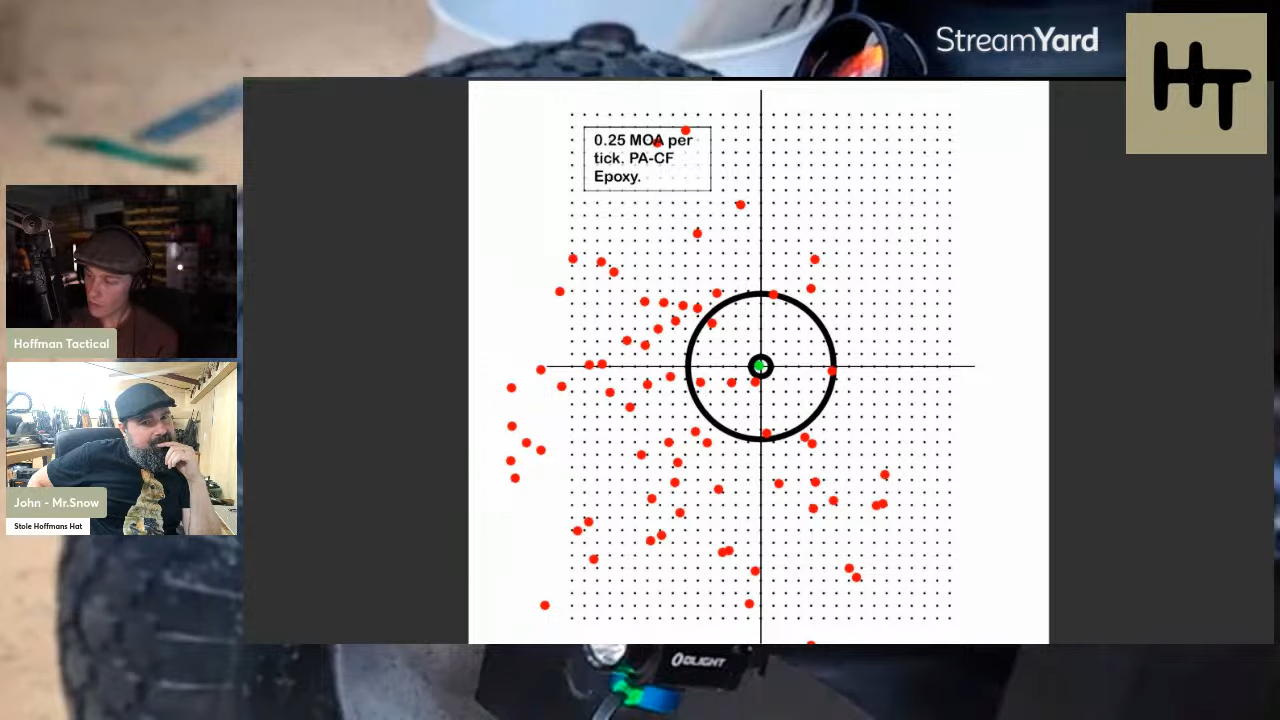 StreamYard
HT
0.25 MOA per
tick. PA-CF
Epoxy.
Hoffman Tactical
John - Mr.Snow
Stole Hoffmans Hat
OLIGHT